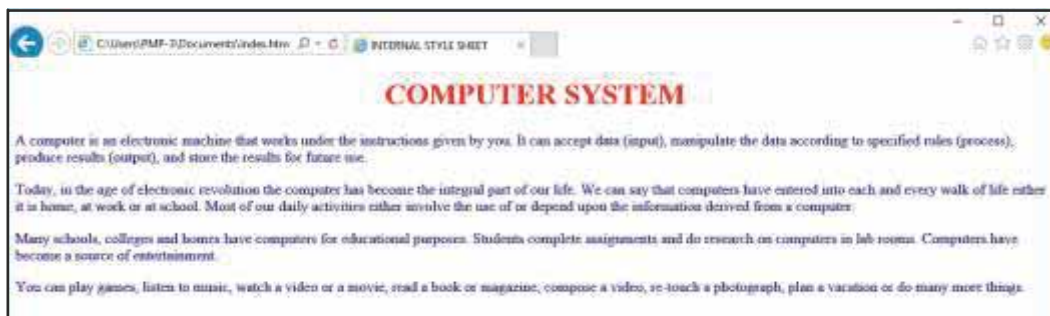 C:\Users\PMF-7\Documents\index.htm
INTERNAL STYLE SHEET
COMPUTER SYSTEM
A computer is an electronic machine that works under the instructions given by you. It can accept data (input), manipulate the data according to specified rules (process),
produce results (output), and store the results for future use.
Today, in the age of electronic revolution the computer has become the integral part of our life. We can say that computers have entered into each and every walk of life either
it is home, at work or at school. Most of our daily activities either involve the use of or depend upon the information derived from a computer
Many schools, colleges and homes have computers for educational purposes. Students complete assignments and do research on computers in lab rooms. Computers have
become a source of entertainment.
You can play games, listen to music, watch a video or a movie, read a book or magazine, compose a video, re-touch a photograph, plan a vacation or do many more things.